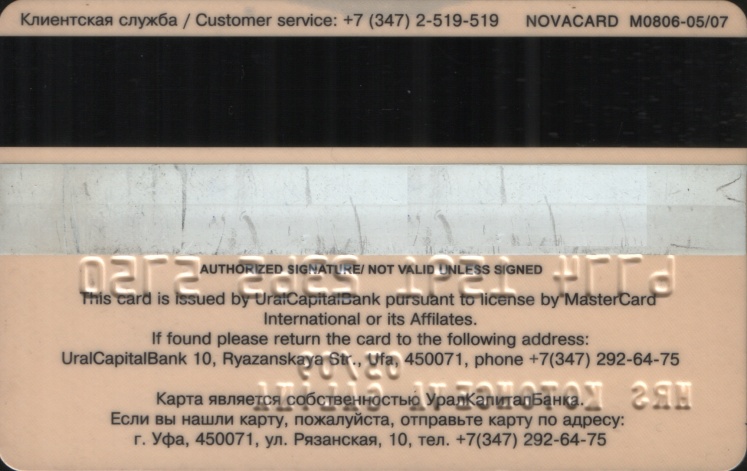 Клиентская служба / Customer service: +7 (347) 2-519-519 NOVACARD M0806-05/07
AUTHORIZED SIGNATURE/ NOT VALID UNLESS SIGNED
This card is issued by UralCapitalBank pursuant to license by MasterCard
International or its Affilates.
If found please return the card to the following address:
UralCapitalBank 10, Ryazanskaya Str., Ufa, 450071, phone +7(347) 292-64-75
Карта является собственностью УралКапиталБанка.
Если вы нашли карту, пожалуйста, отправьте карту по адресу:
г. Уфа, 450071, ул. Рязанская, 10, тел. +7(347) 292-64-75